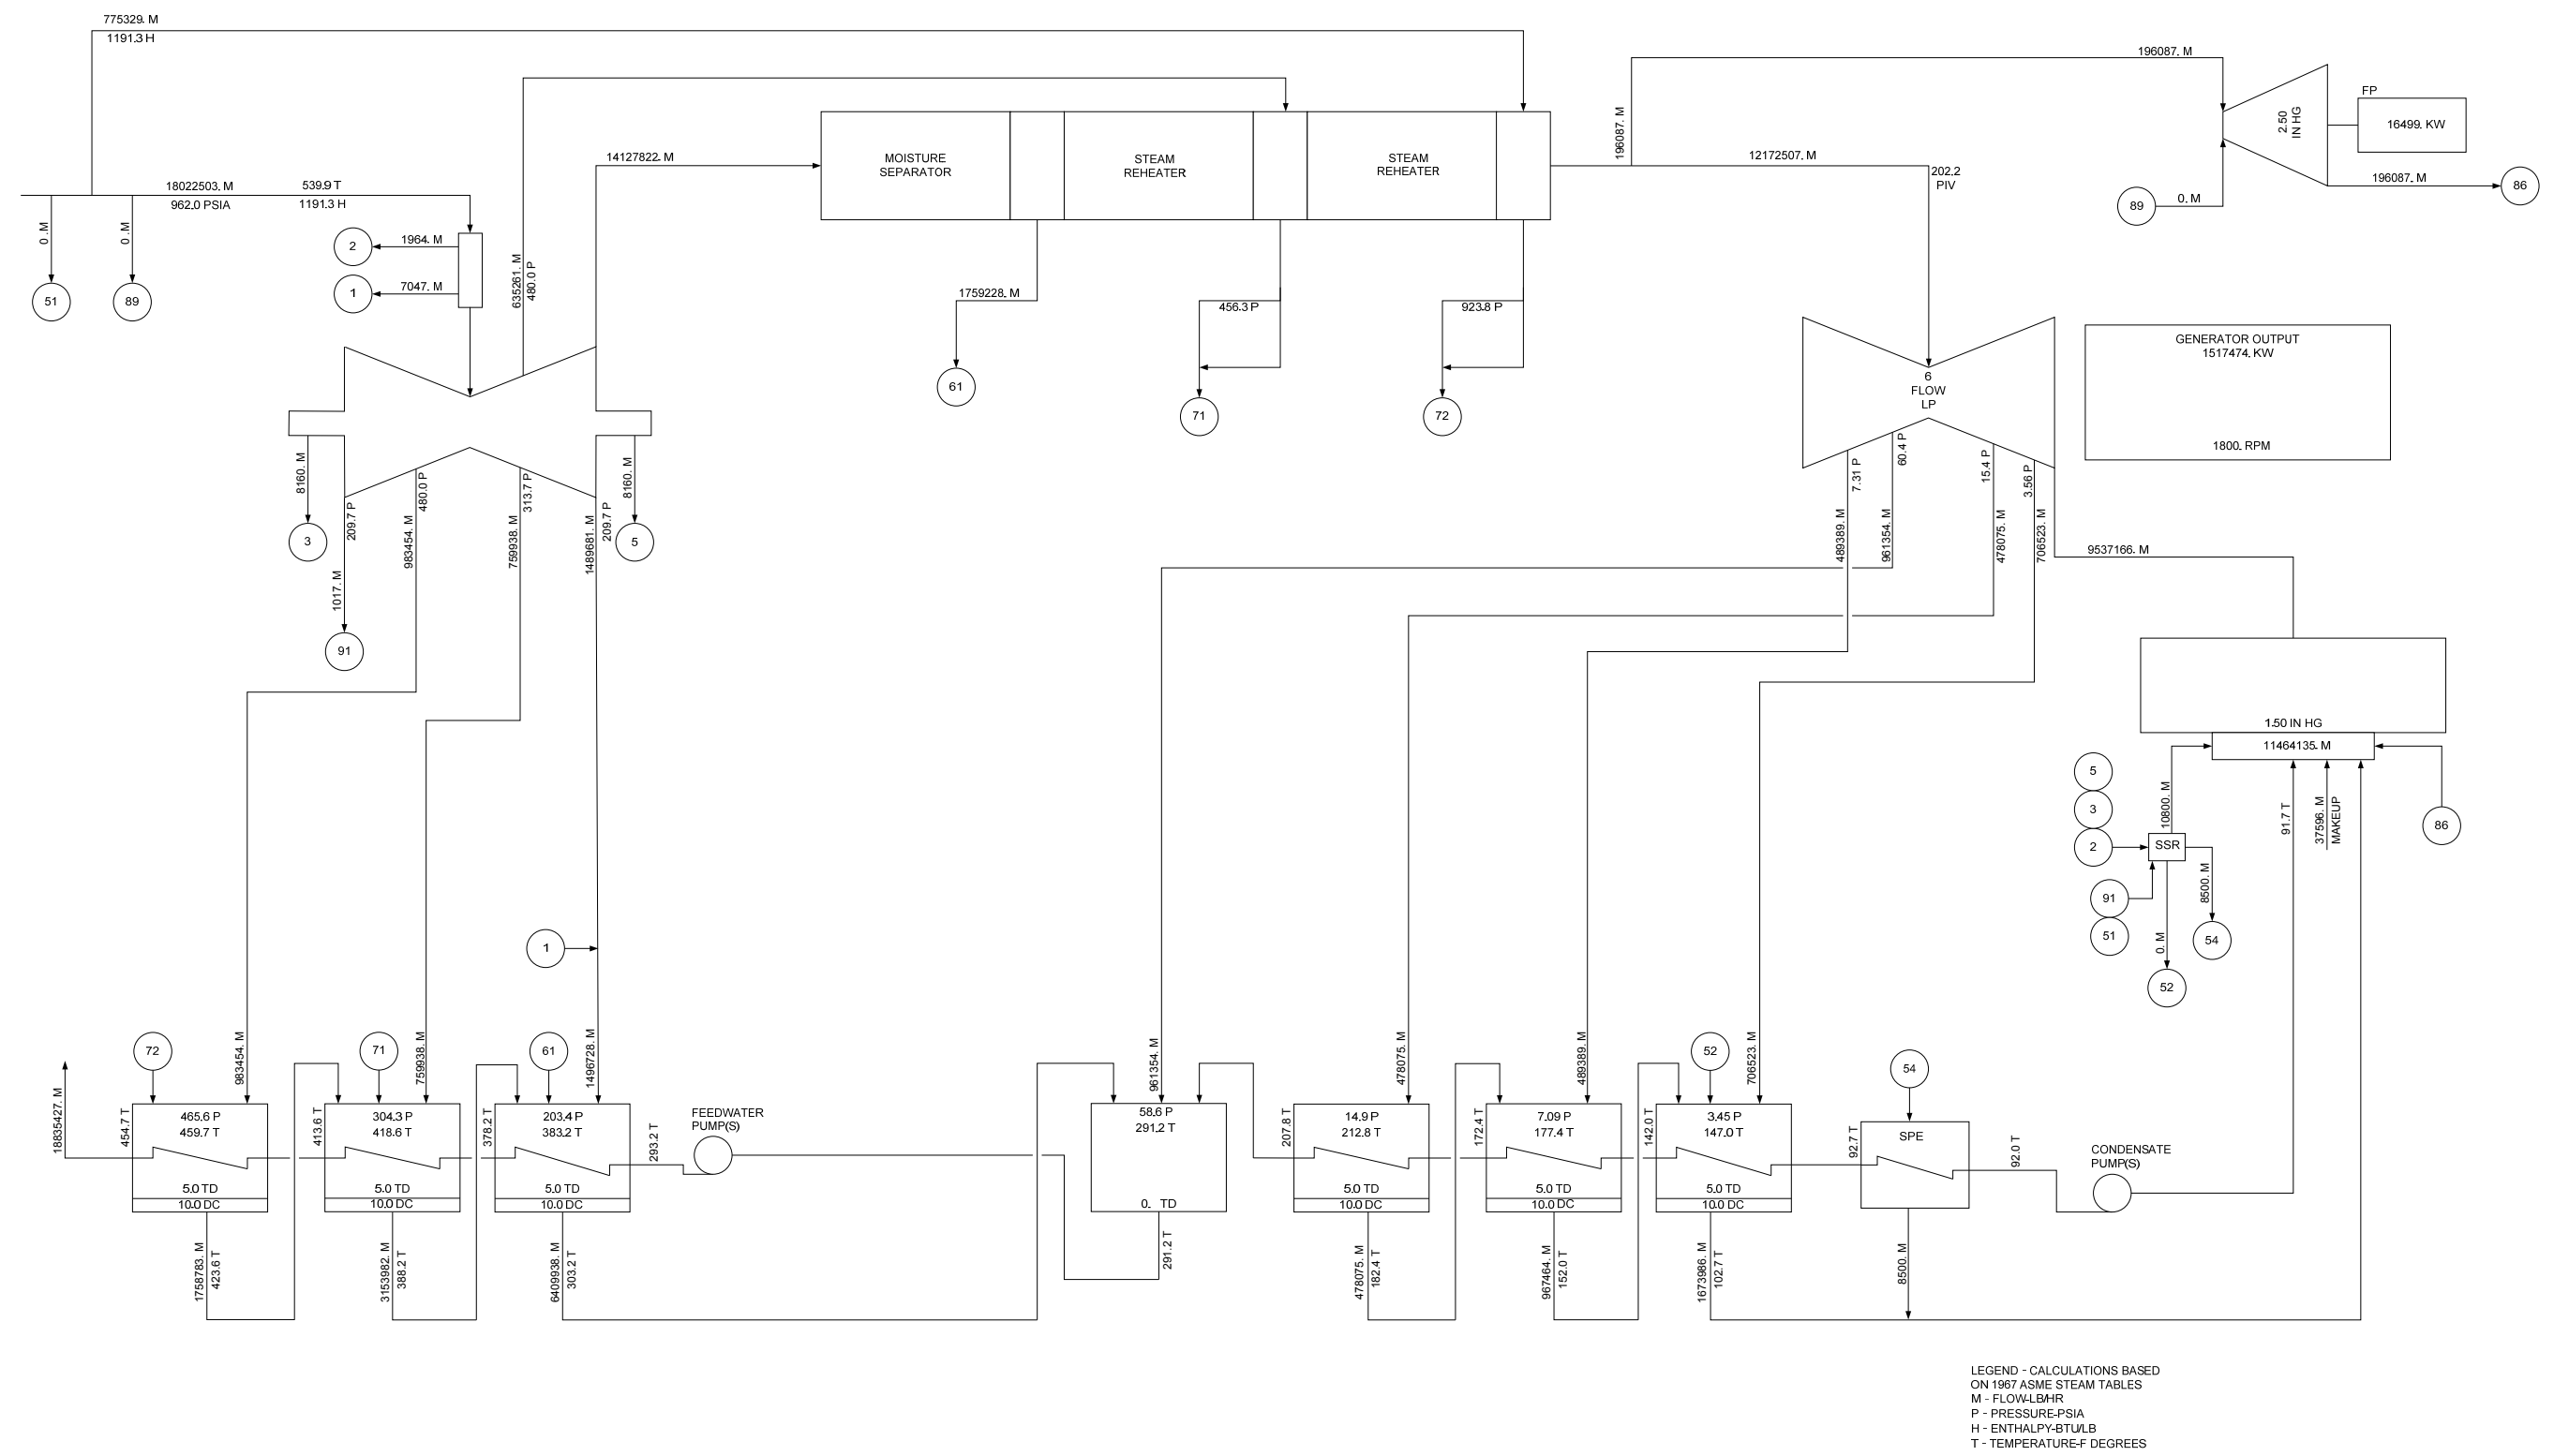 775329. M
1191.3 H
18022503. M
539.9 T
962.0 PSIA
1191.3 H
0 .M
51
0 .M
89
2
1964. M
1
7047. M
635261. M
480.0 P
14127822. M
MOISTURE
SEPARATOR
STEAM
REHEATER
STEAM
REHEATER
1759228. M
61
456.3 P
71
923.8 P
72
196087. M
196087. M
12172507. M
202.2
PIV
2.50
IN HG
FP
16499. KW
196087. M
86
89
0. M
6
FLOW
LP
GENERATOR OUTPUT
1517474. KW
1800. RPM
8160. M
3
209.7 P
1017. M
91
480.0 P
983454. M
313.7 P
759938. M
1489681. M
209.7 P
8160. M
5
7.31 P
489389. M
60.4 P
961354. M
15.4 P
478075. M
3.56 P
706523. M
9537166. M
1.50 IN HG
11464135. M
5
3
2
91
51
SSR
10800. M
8500. M
54
0. M
52
91.7 T
37596. M
MAKEUP
86
1
72
983454. M
71
759938. M
61
1496728. M
961354. M
478075. M
489389. M
52
706523. M
54
18835427. M
454.7 T
465.6 P
459.7 T
5.0 TD
10.0 DC
413.6 T
304.3 P
418.6 T
5.0 TD
10.0 DC
378.2 T
203.4 P
383.2 T
5.0 TD
10.0 DC
293.2 T
FEEDWATER
PUMP(S)
58.6 P
291.2 T
0. TD
207.8 T
14.9 P
212.8 T
5.0 TD
10.0 DC
172.4 T
7.09 P
177.4 T
5.0 TD
10.0 DC
142.0 T
3.45 P
147.0 T
5.0 TD
10.0 DC
92.7 T
SPE
92.0 T
CONDENSATE
PUMP(S)
1758783. M
423.6 T
3153982. M
388.2 T
6409938. M
303.2 T
291.2 T
478075. M
182.4 T
967464. M
152.0 T
1673986. M
102.7 T
8500. M
LEGEND - CALCULATIONS BASED
ON 1967 ASME STEAM TABLES
M - FLOW-LB/HR
P - PRESSURE-PSIA
H - ENTHALPY-BTU/LB
T - TEMPERATURE-F DEGREES